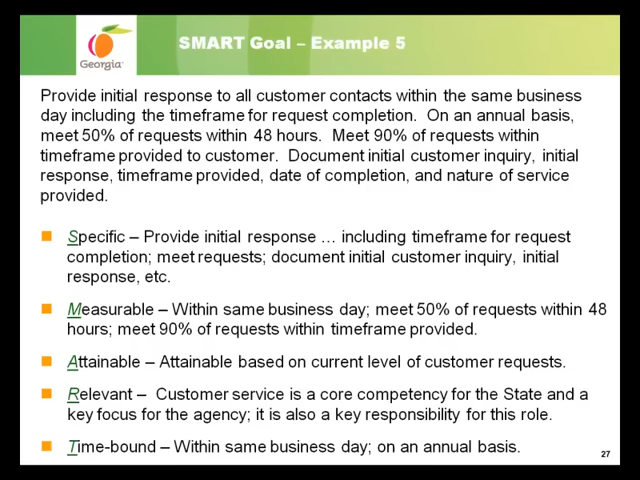 SMART Goal – Example 5
Georgia
Provide initial response to all customer contacts within the same business
day including the timeframe for request completion.  On an annual basis,
meet 50% of requests within 48 hours.  Meet 90% of requests within
timeframe provided to customer.  Document initial customer inquiry, initial
response, timeframe provided, date of completion, and nature of service
provided.
Specific – Provide initial response … including timeframe for request
completion; meet requests; document initial customer inquiry, initial
response, etc.
Measurable – Within same business day; meet 50% of requests within 48
hours; meet 90% of requests within timeframe provided.
Attainable – Attainable based on current level of customer requests.
Relevant –  Customer service is a core competency for the State and a
key focus for the agency; it is also a key responsibility for this role.
Time-bound – Within same business day; on an annual basis.
27